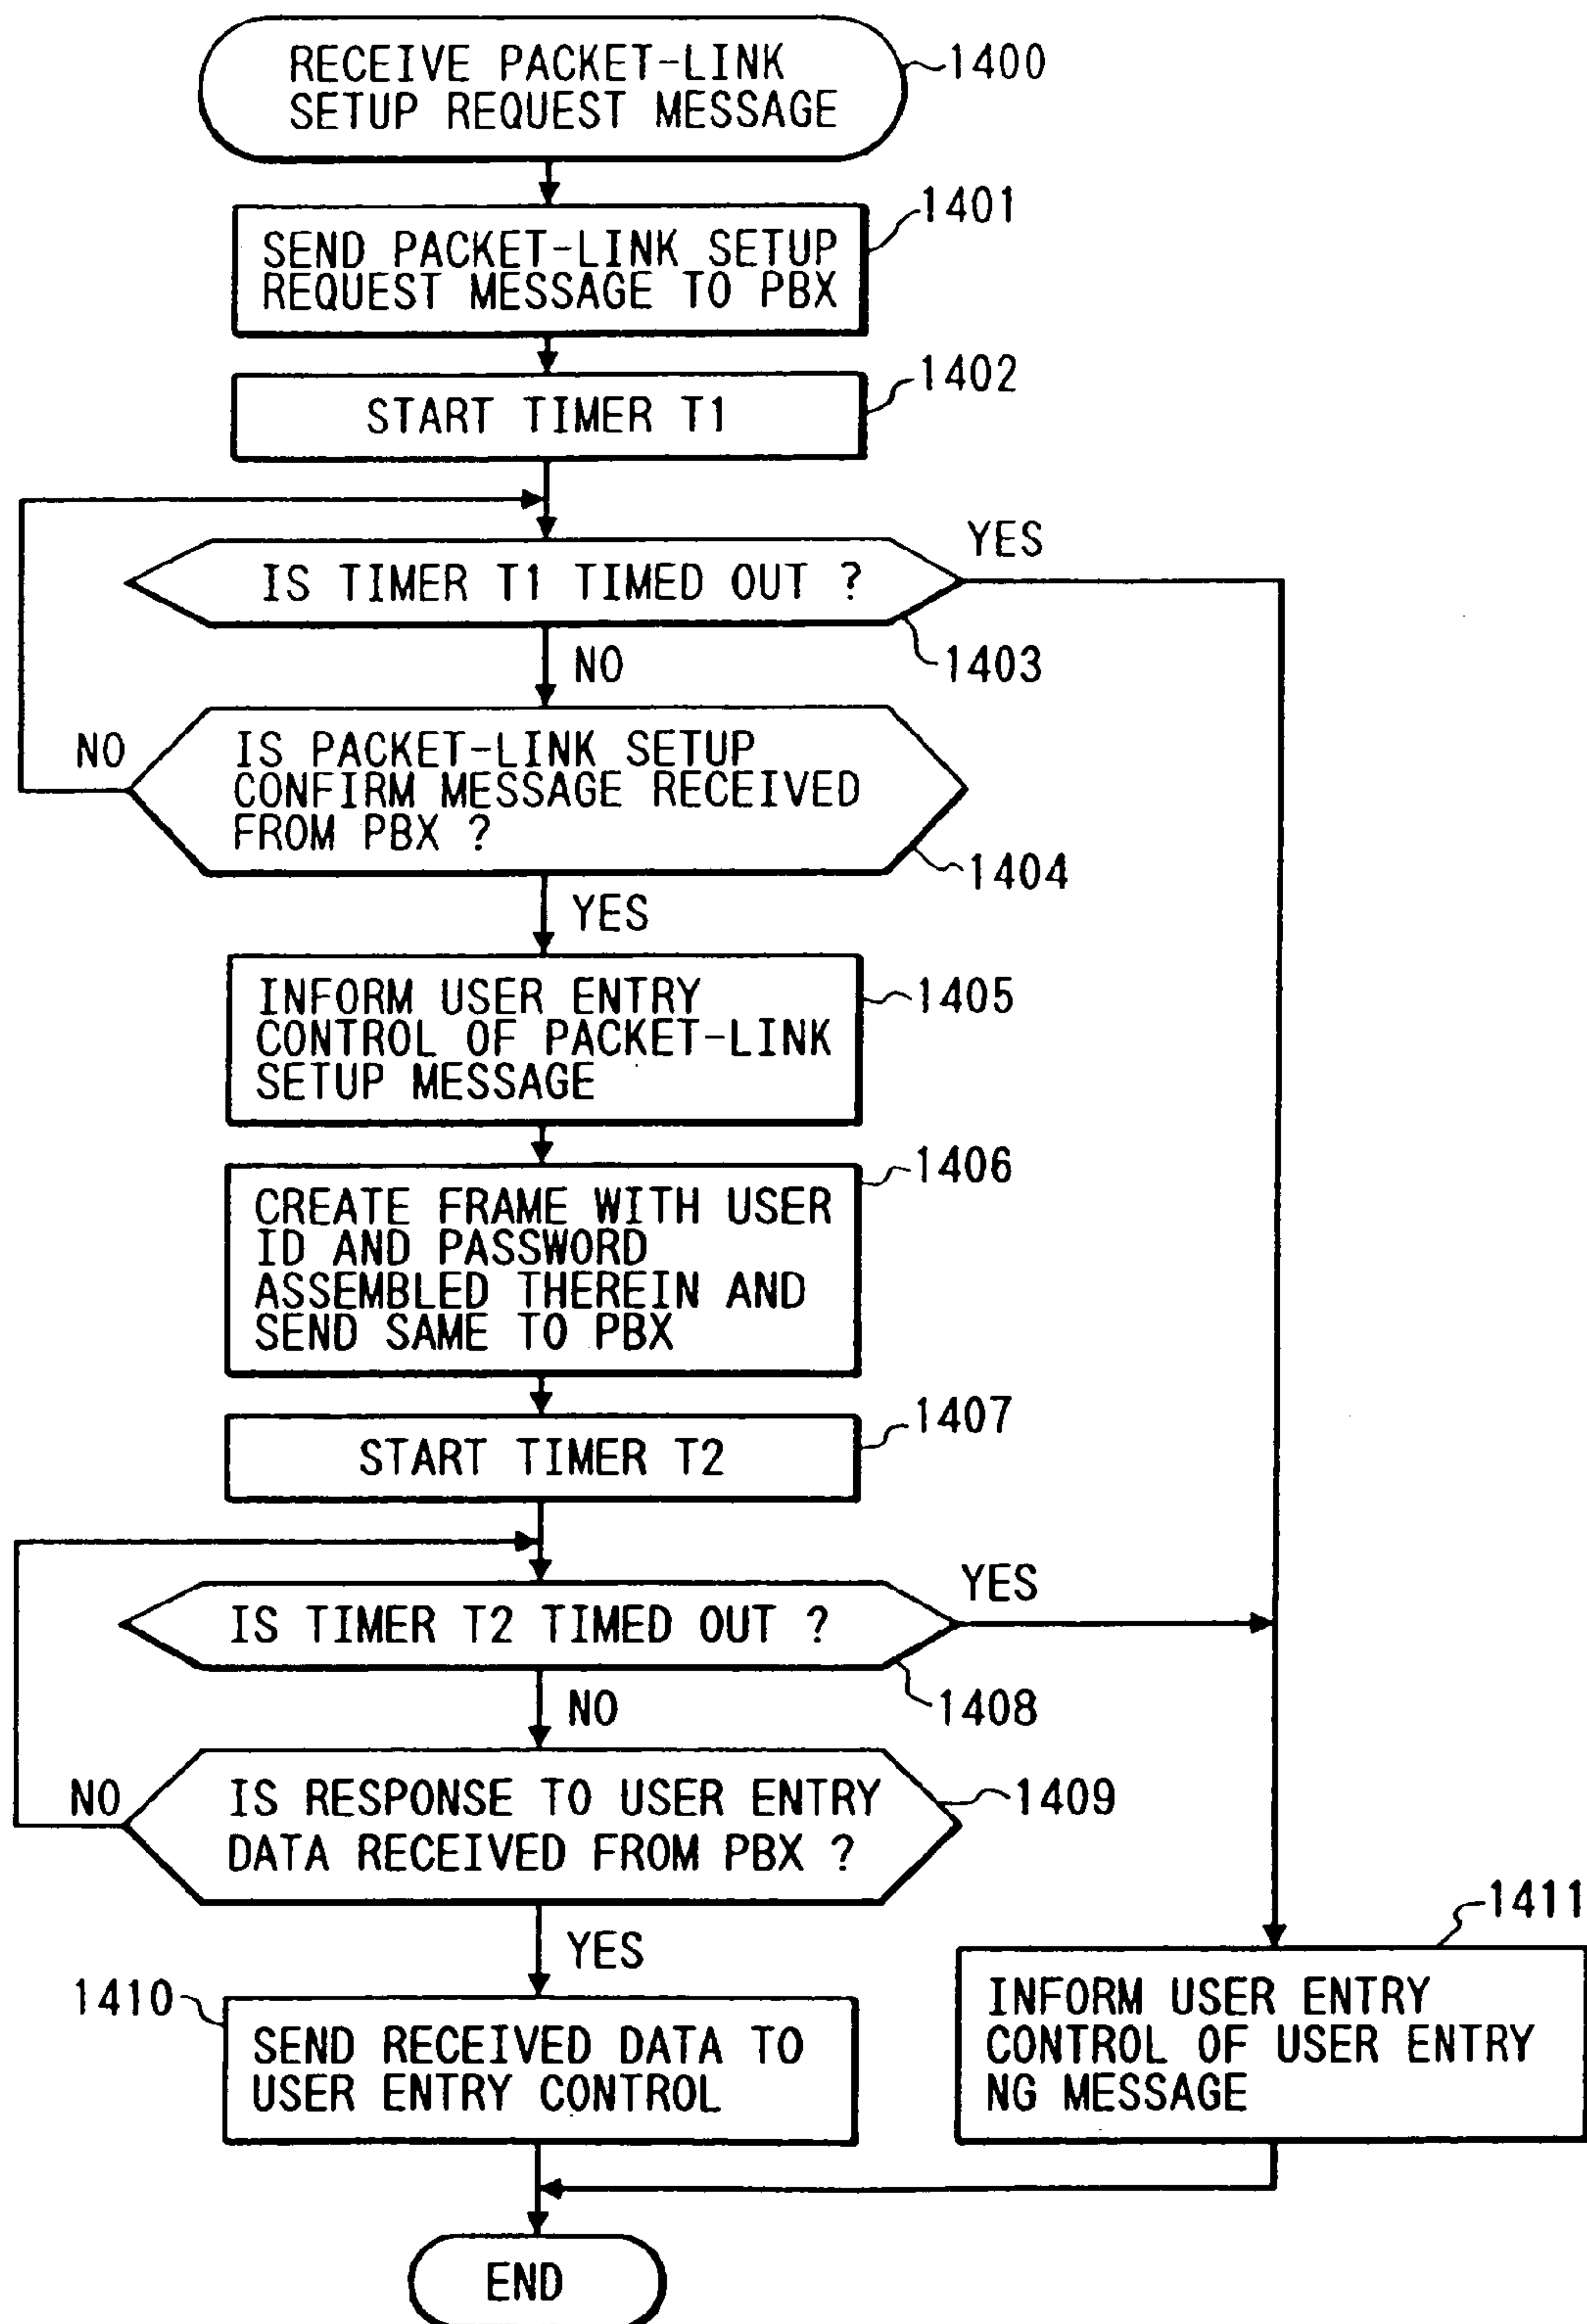 RECEIVE PACKET-LINK
SETUP REQUEST MESSAGE
1400
1401
SEND PACKET-LINK SETUP
REQUEST MESSAGE TO PBX
1402
START TIMER T1
YES
IS TIMER T1 TIMED OUT ?
1403
NO
NO
IS PACKET-LINK SETUP
CONFIRM MESSAGE RECEIVED
FROM PBX ?
1404
YES
INFORM USER ENTRY
CONTROL OF PACKET-LINK
SETUP MESSAGE
1405
1406
CREATE FRAME WITH USER
ID AND PASSWORD
ASSEMBLED THEREIN AND
SEND SAME TO PBX
1407
START TIMER T2
YES
IS TIMER T2 TIMED OUT ?
1408
NO
NO
IS RESPONSE TO USER ENTRY
DATA RECEIVED FROM PBX ?
1409
YES
1411
1410
SEND RECEIVED DATA TO
USER ENTRY CONTROL
INFORM USER ENTRY
CONTROL OF USER ENTRY
NG MESSAGE
END